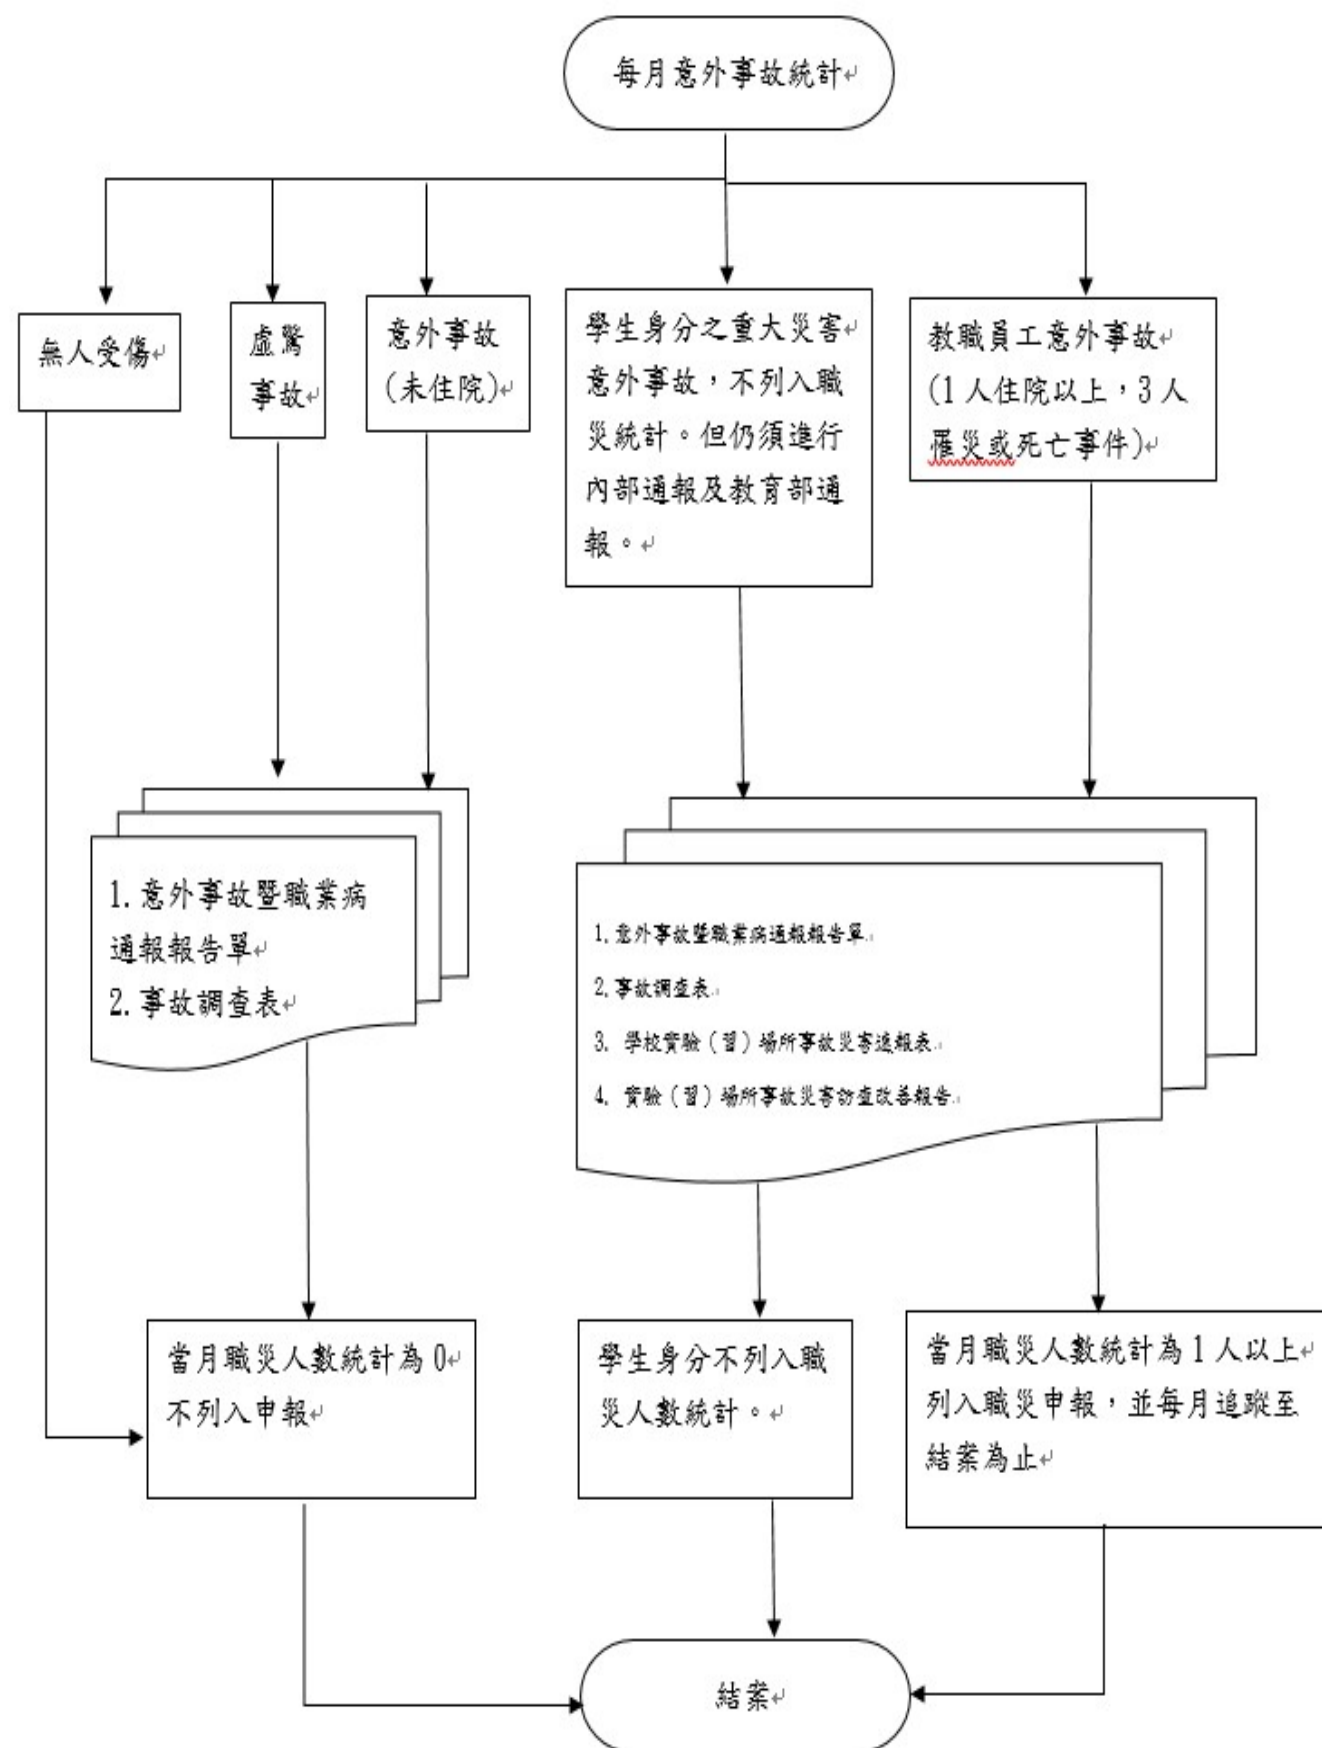 每月意外事故統計
無人受傷
虛驚
事故
意外事故
(未住院)
學生身分之重大災害
意外事故，不列入職
災統計。但仍須進行
內部通報及教育部通
報。
教職員工意外事故
(1人住院以上，3人
罹災或死亡事件)
1.意外事故暨職業病
通報報告單
2.事故調查表
1.意外事故暨職業病通報報告單
2.事故調查表
3. 學校實驗（習）場所事故災害速報表
4. 實驗（習）場所事故災害訪查改善報告
當月職災人數統計為0
不列入申報
學生身分不列入職
災人數統計。
當月職災人數統計為1人以上
列入職災申報，並每月追蹤至
結案為止
結案